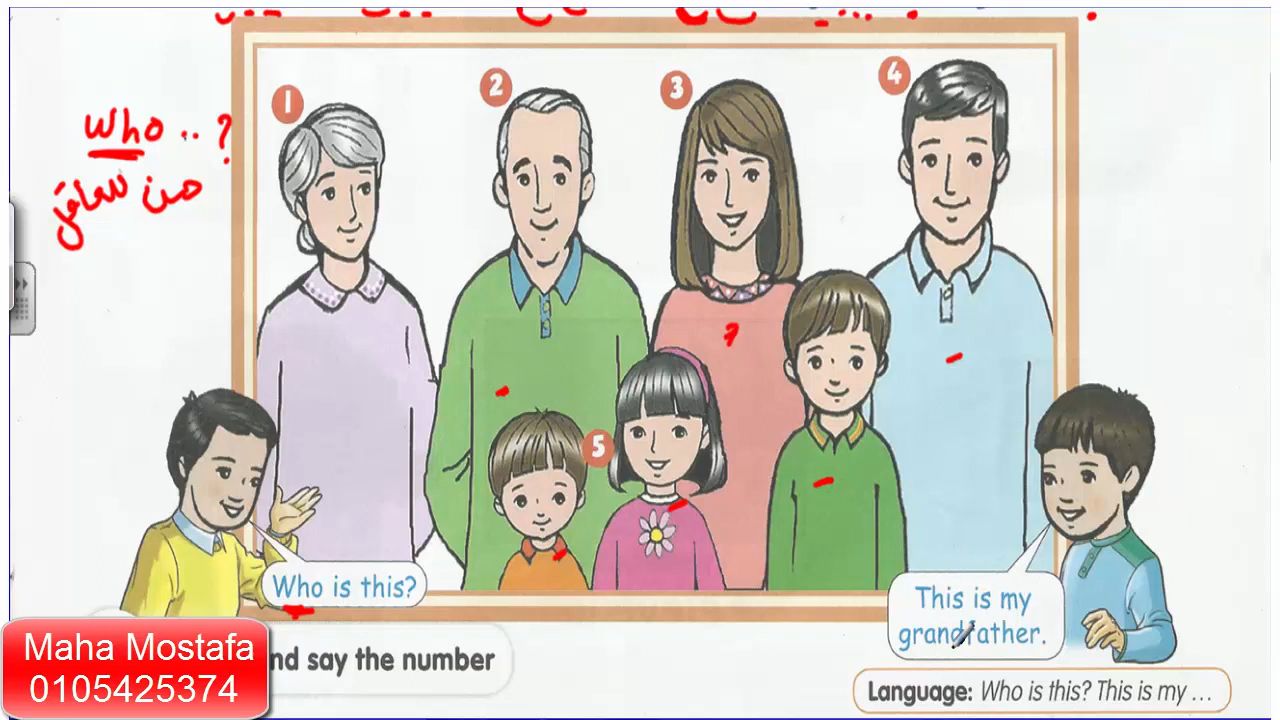 1
2
3
4
Who .. ?
من للعاقل
5
Who is this?
This is my
grandfather.
Maha Mostafa
0105425374
nd say the number
Language: Who is this? This is my ...